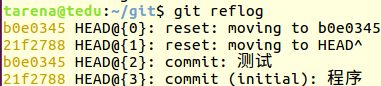 tarena@tedu:~/git$ git reflog
b0e0345 HEAD@{0}: reset: moving to b0e0345
21f2788 HEAD@{1}: reset: moving to HEAD^
b0e0345 HEAD@{2}: commit: 测试
21f2788 HEAD@{3}: commit (initial): 程序